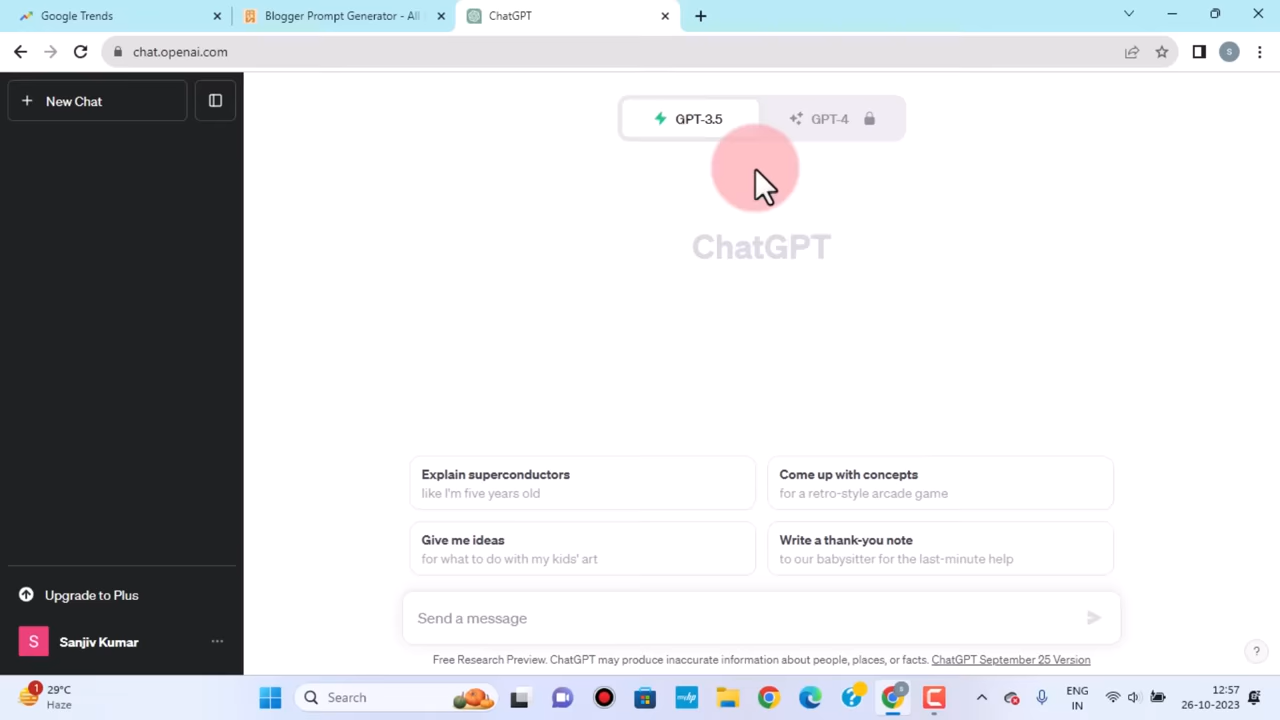 Google Trends
Blogger Prompt Generator - All
ChatGPT
chat.openai.com
S
New Chat
GPT-3.5
GPT-4
ChatGPT
Explain superconductors
like I'm five years old
Come up with concepts
for a retro-style arcade game
Give me ideas
for what to do with my kids' art
Write a thank-you note
to our babysitter for the last-minute help
Upgrade to Plus
Send a message
S
Sanjiv Kumar
Free Research Preview. ChatGPT may produce inaccurate information about people, places, or facts. ChatGPT September 25 Version
?
1
29°C
Haze
Search
myhp
ENG
IN
12:57
26-10-2023